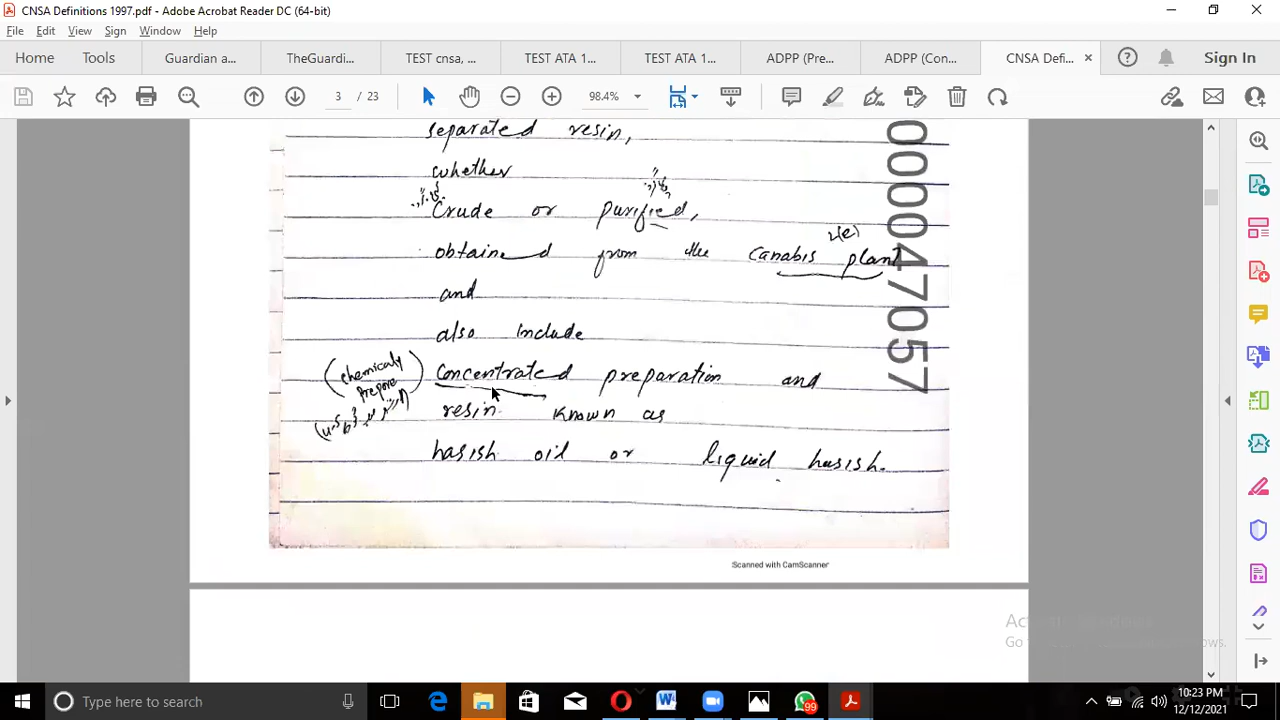 CNSA Definitions 1997.pdf - Adobe Acrobat Reader DC (64-bit)
File Edit View Sign Window Help
Home Tools Guardian a... TheGuardi... TEST cnsa, ... TEST ATA 1... TEST ATA 1... ADPP (Pre... ADPP (Con... CNSA Defi... Sign In
3 / 23 98.4%
separated resin,
whether
Crude or purified,
2(e)
obtained from the Canabis plant
and
also include
(chemically prepare)
Concentrated preparation and
resin known as
hasish oil or liquid hasish.
000047057
Scanned with CamScanner
Type here to search
99
10:23 PM
12/12/2021